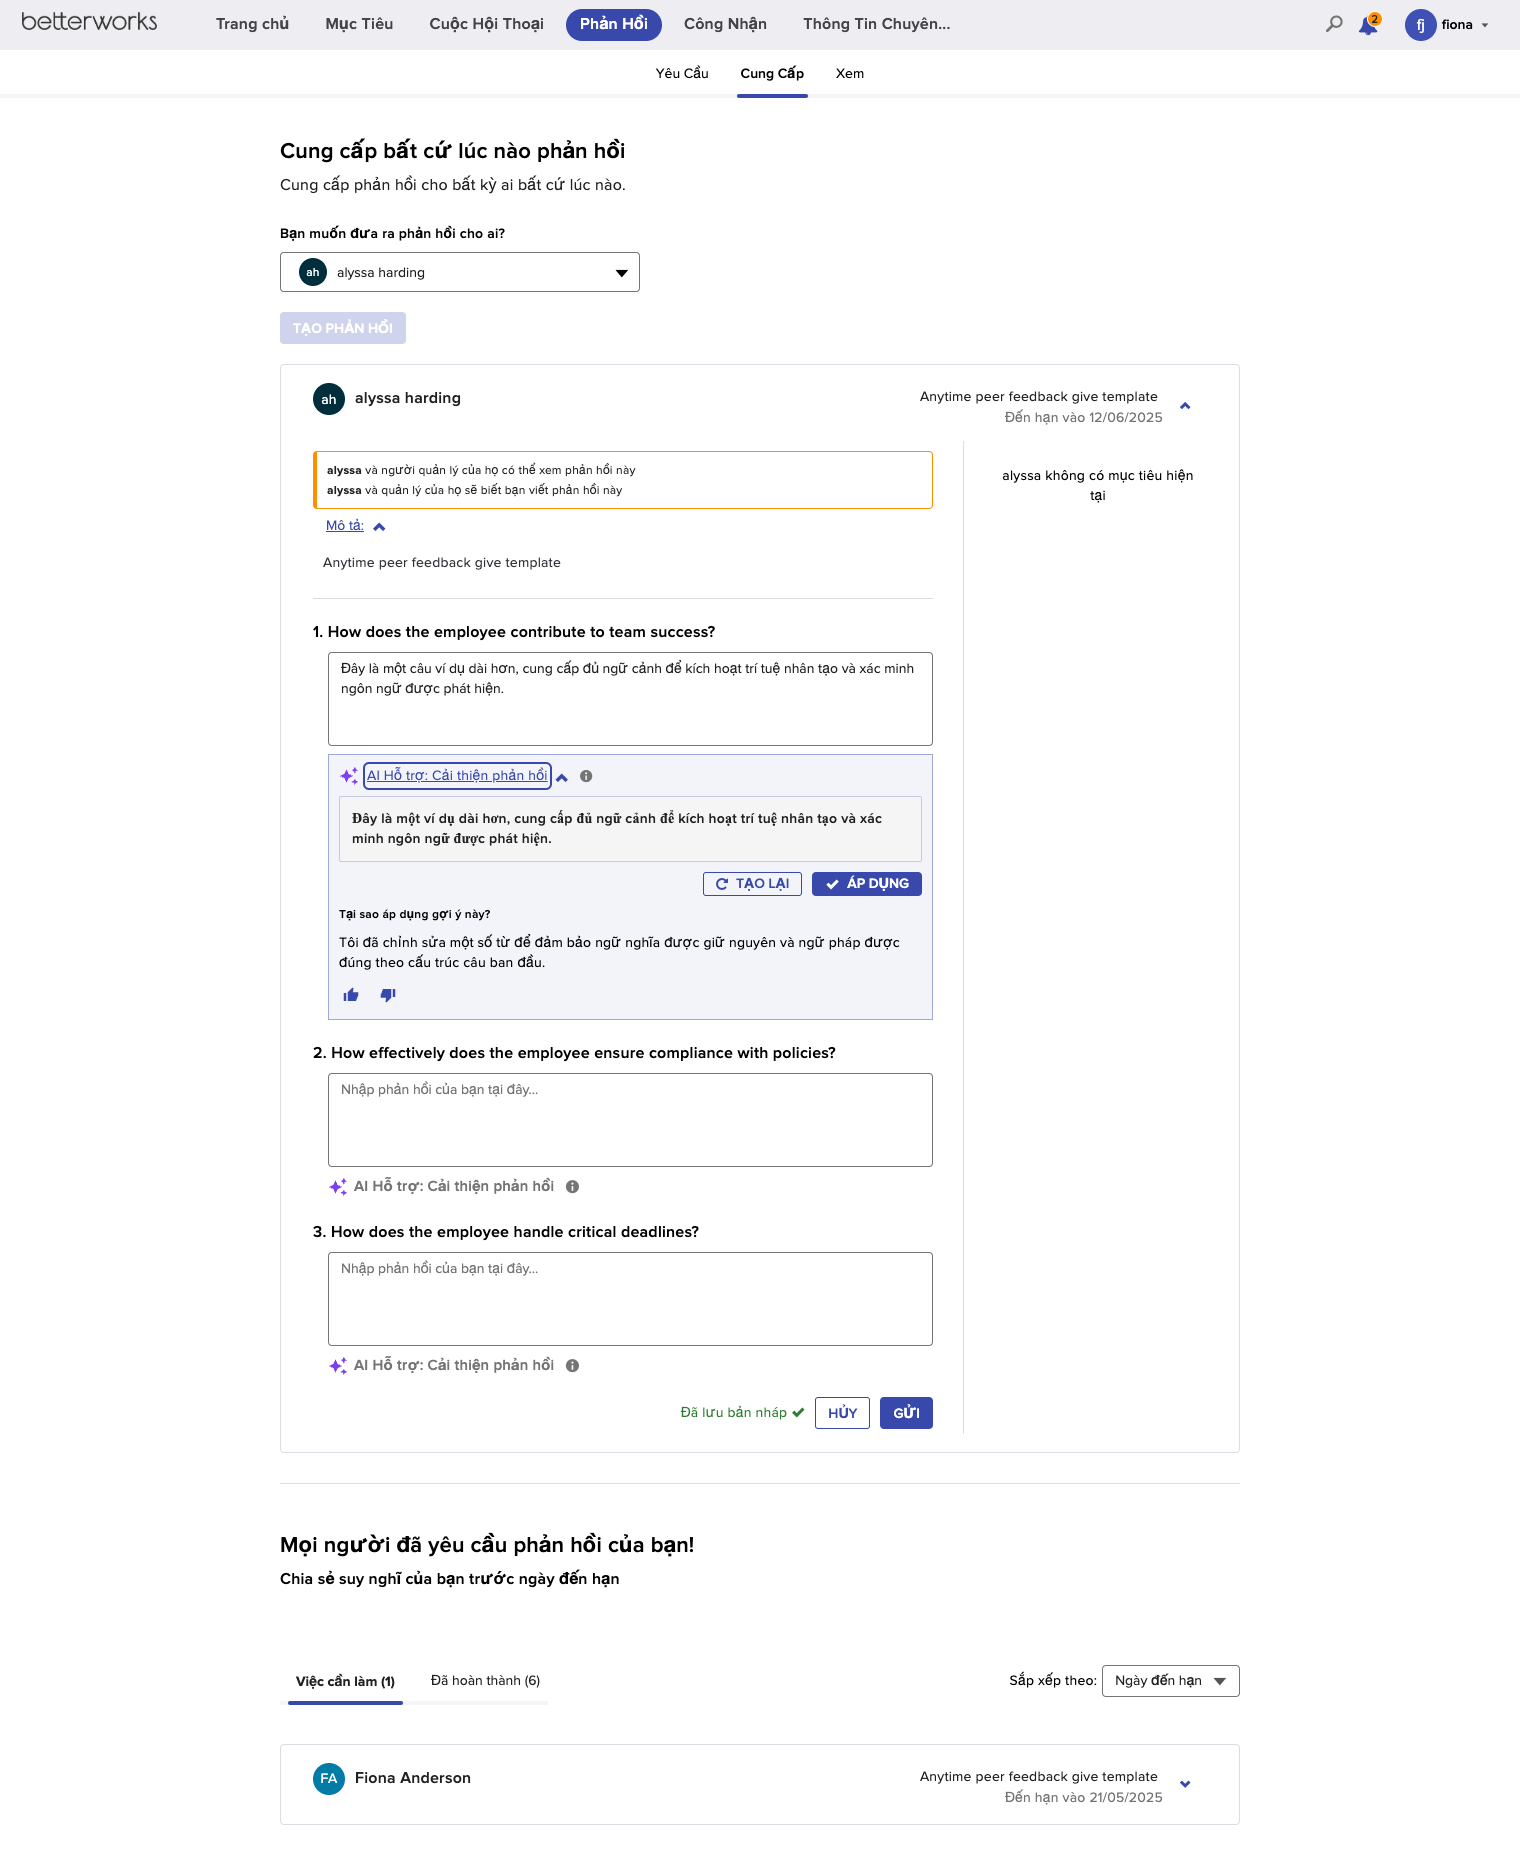 betterworks
Trang chủ
Mục Tiêu
Cuộc Hội Thoại
Phản Hồi
Công Nhận
Thông Tin Chuyên...
2
fj
fiona
Yêu Cầu
Cung Cấp
Xem
Cung cấp bất cứ lúc nào phản hồi
Cung cấp phản hồi cho bất kỳ ai bất cứ lúc nào.
Bạn muốn đưa ra phản hồi cho ai?
ah
alyssa harding
TẠO PHẢN HỒI
ah
alyssa harding
Anytime peer feedback give template
Đến hạn vào 12/06/2025
alyssa và người quản lý của họ có thể xem phản hồi này
alyssa và quản lý của họ sẽ biết bạn viết phản hồi này
alyssa không có mục tiêu hiện
tại
Mô tả:
Anytime peer feedback give template
1. How does the employee contribute to team success?
Đây là một câu ví dụ dài hơn, cung cấp đủ ngữ cảnh để kích hoạt trí tuệ nhân tạo và xác minh
ngôn ngữ được phát hiện.
AI Hỗ trợ: Cải thiện phản hồi
Đây là một ví dụ dài hơn, cung cấp đủ ngữ cảnh để kích hoạt trí tuệ nhân tạo và xác
minh ngôn ngữ được phát hiện.
TẠO LẠI
ÁP DỤNG
Tại sao áp dụng gợi ý này?
Tôi đã chỉnh sửa một số từ để đảm bảo ngữ nghĩa được giữ nguyên và ngữ pháp được
đúng theo cấu trúc câu ban đầu.
2. How effectively does the employee ensure compliance with policies?
Nhập phản hồi của bạn tại đây...
AI Hỗ trợ: Cải thiện phản hồi
3. How does the employee handle critical deadlines?
Nhập phản hồi của bạn tại đây...
AI Hỗ trợ: Cải thiện phản hồi
Đã lưu bản nháp
HỦY
GỬI
Mọi người đã yêu cầu phản hồi của bạn!
Chia sẻ suy nghĩ của bạn trước ngày đến hạn
Việc cần làm (1)
Đã hoàn thành (6)
Sắp xếp theo:
Ngày đến hạn
FA
Fiona Anderson
Anytime peer feedback give template
Đến hạn vào 21/05/2025